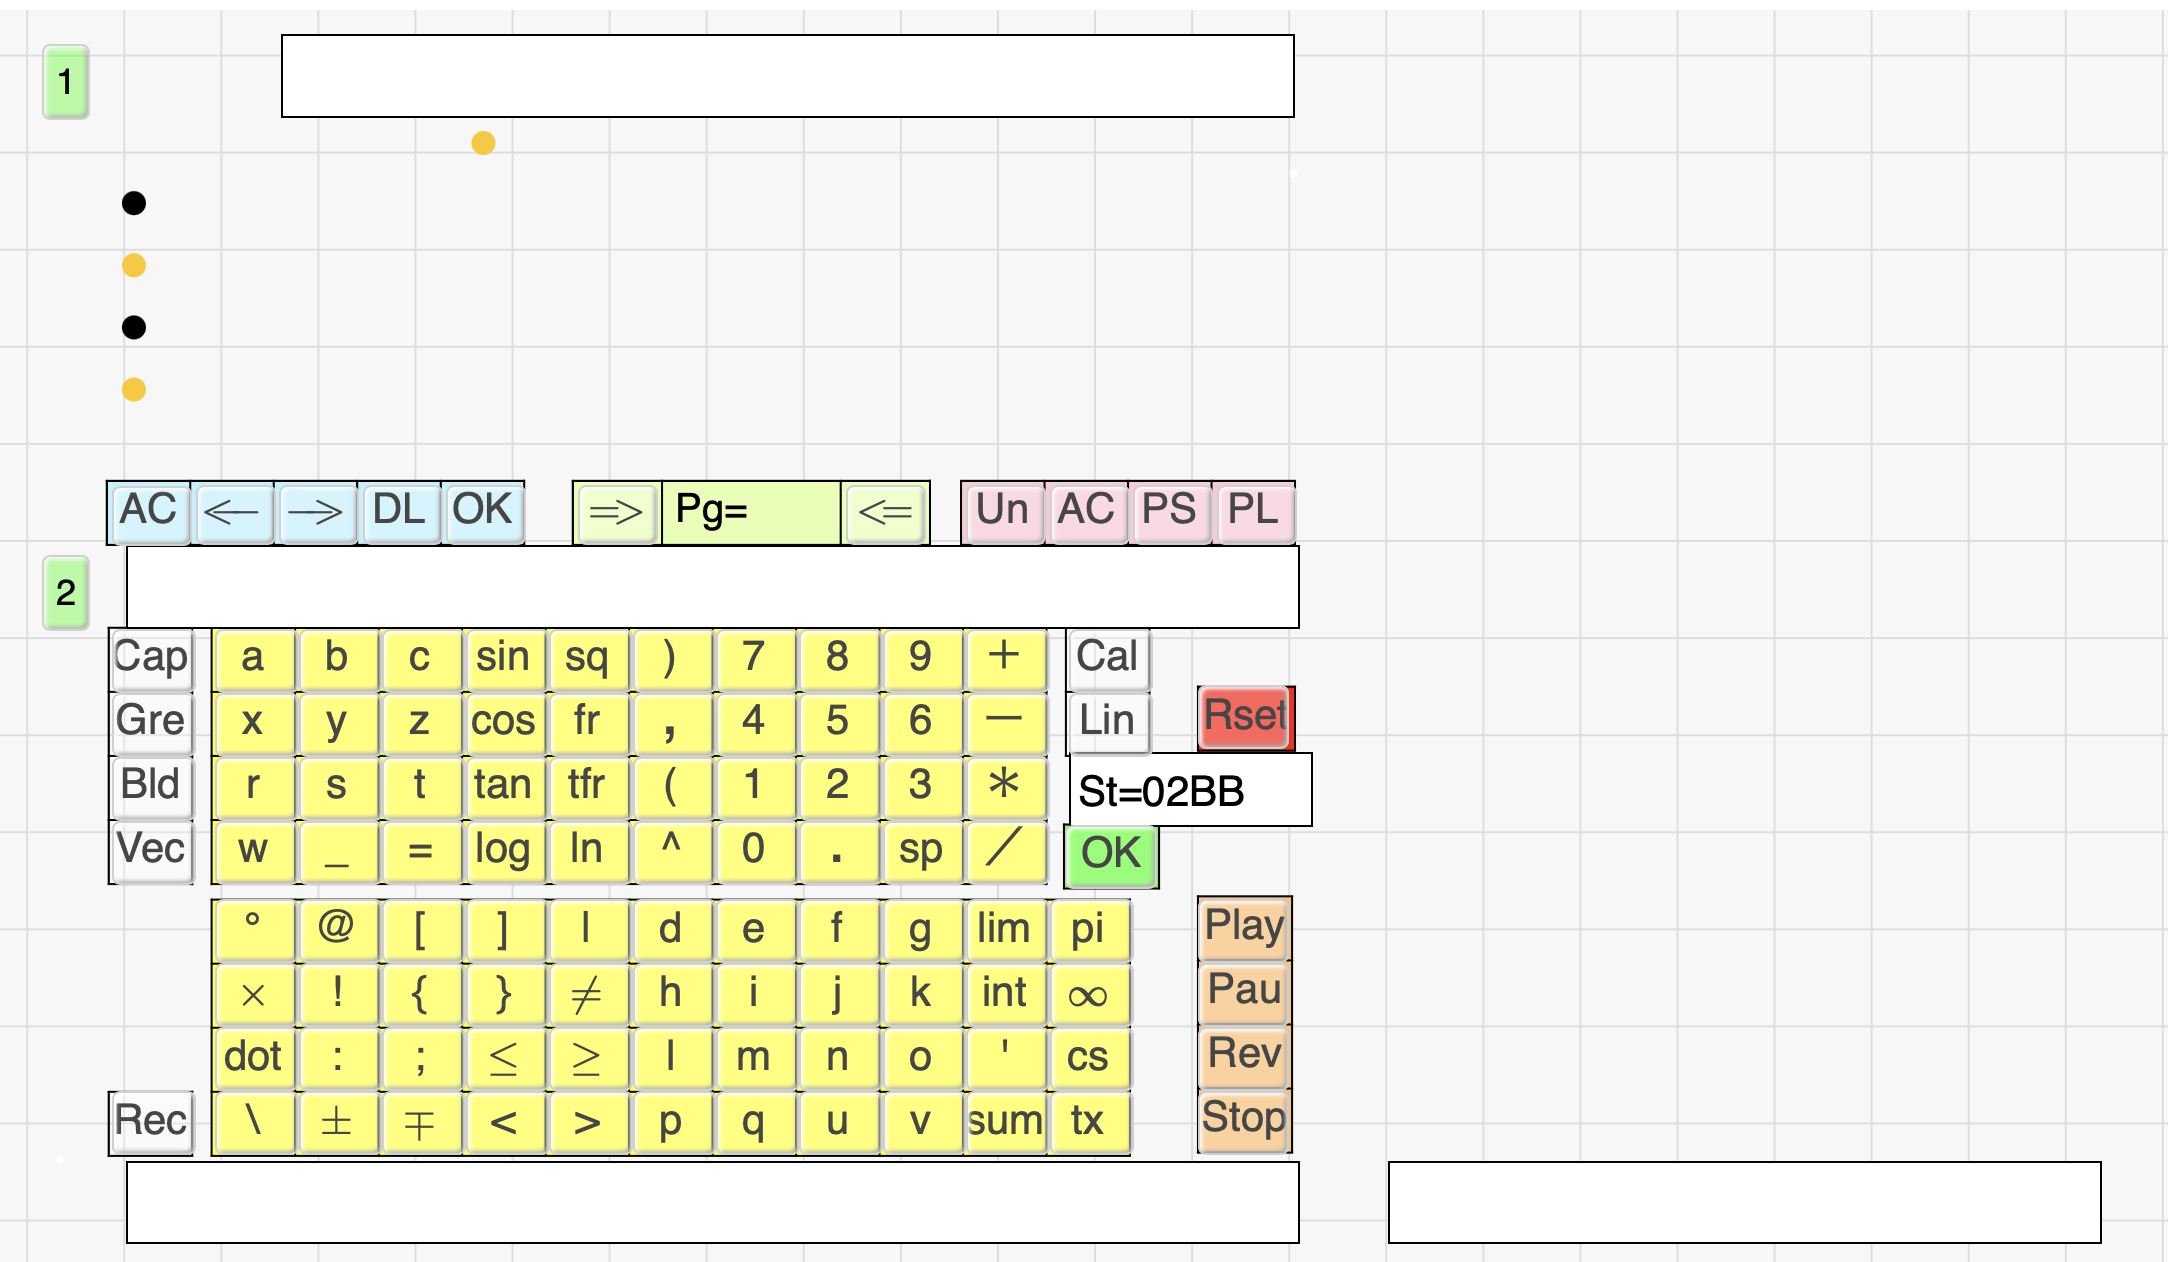 1
AC ← → DL OK => Pg= <= Un AC PS PL
2
Cap a b c sin sq ) 7 8 9 + Cal
Gre x y z cos fr , 4 5 6 − Lin Rset
Bld r s t tan tfr ( 1 2 3 * St=02BB
Vec w _ = log ln ^ 0 . sp / OK
° @ [ ] | d e f g lim pi Play
× ! { } ≠ h i j k int ∞ Pau
dot : ; ≤ ≥ l m n o ' cs Rev
Rec \ ± ∓ < > p q u v sum tx Stop